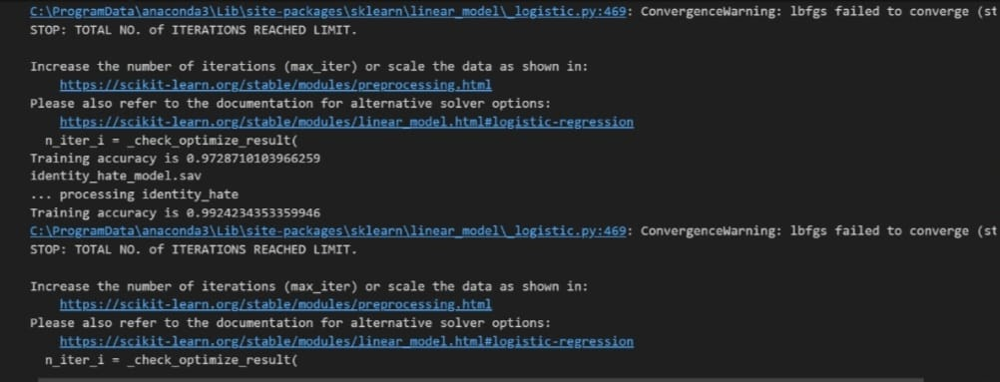 C:\ProgramData\anaconda3\Lib\site-packages\sklearn\linear_model\_logistic.py:469: ConvergenceWarning: lbfgs failed to converge (st
STOP: TOTAL NO. of ITERATIONS REACHED LIMIT.
Increase the number of iterations (max_iter) or scale the data as shown in:
https://scikit-learn.org/stable/modules/preprocessing.html
Please also refer to the documentation for alternative solver options:
https://scikit-learn.org/stable/modules/linear_model.html#logistic-regression
n_iter_i = _check_optimize_result(
Training accuracy is 0.9728710103966259
identity_hate_model.sav
... processing identity_hate
Training accuracy is 0.9924234353359946
C:\ProgramData\anaconda3\Lib\site-packages\sklearn\linear_model\_logistic.py:469: ConvergenceWarning: lbfgs failed to converge (st
STOP: TOTAL NO. of ITERATIONS REACHED LIMIT.
Increase the number of iterations (max_iter) or scale the data as shown in:
https://scikit-learn.org/stable/modules/preprocessing.html
Please also refer to the documentation for alternative solver options:
https://scikit-learn.org/stable/modules/linear_model.html#logistic-regression
n_iter_i = _check_optimize_result(